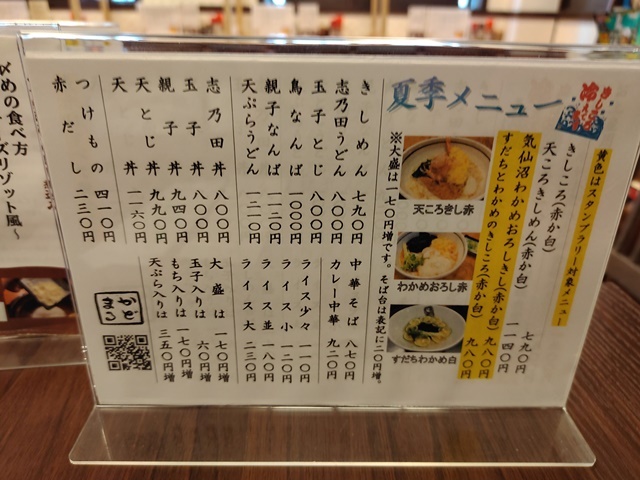 夏季メニュー
黄色はスタンプラリー対象メニュー
きしころ(赤か白) 七九〇円
天ころきしめん(赤か白) 一一四〇円
気仙沼わかめおろしきし(赤か白) 九八〇円
すだちとわかめのきしころ(赤か白) 九八〇円
天ころきし赤
わかめおろし赤
すだちわかめ白
※大盛は一七〇円増です。そば台は表記に二〇円増。
きしめん 七九〇円
志乃田うどん 八〇〇円
玉子とじ 八〇〇円
鳥なんば 一〇〇〇円
親子なんば 一一二〇円
天ぷらうどん 一二一〇円
志乃田丼 八〇〇円
玉子丼 八〇〇円
親子丼 九四〇円
天とじ丼 九九〇円
天丼 一一六〇円
つけもの 四一〇円
赤だし 二三〇円
中華そば 八七〇円
カレー中華 九二〇円
ライス少々 一一〇円
ライス小 一二〇円
ライス並 一八〇円
ライス大 二三〇円
大盛は 一七〇円増
玉子入りは 六〇円増
もち入りは 一七〇円増
天ぷら入りは 三五〇円増
かどまる
めの食べ方
ズリゾット風〜